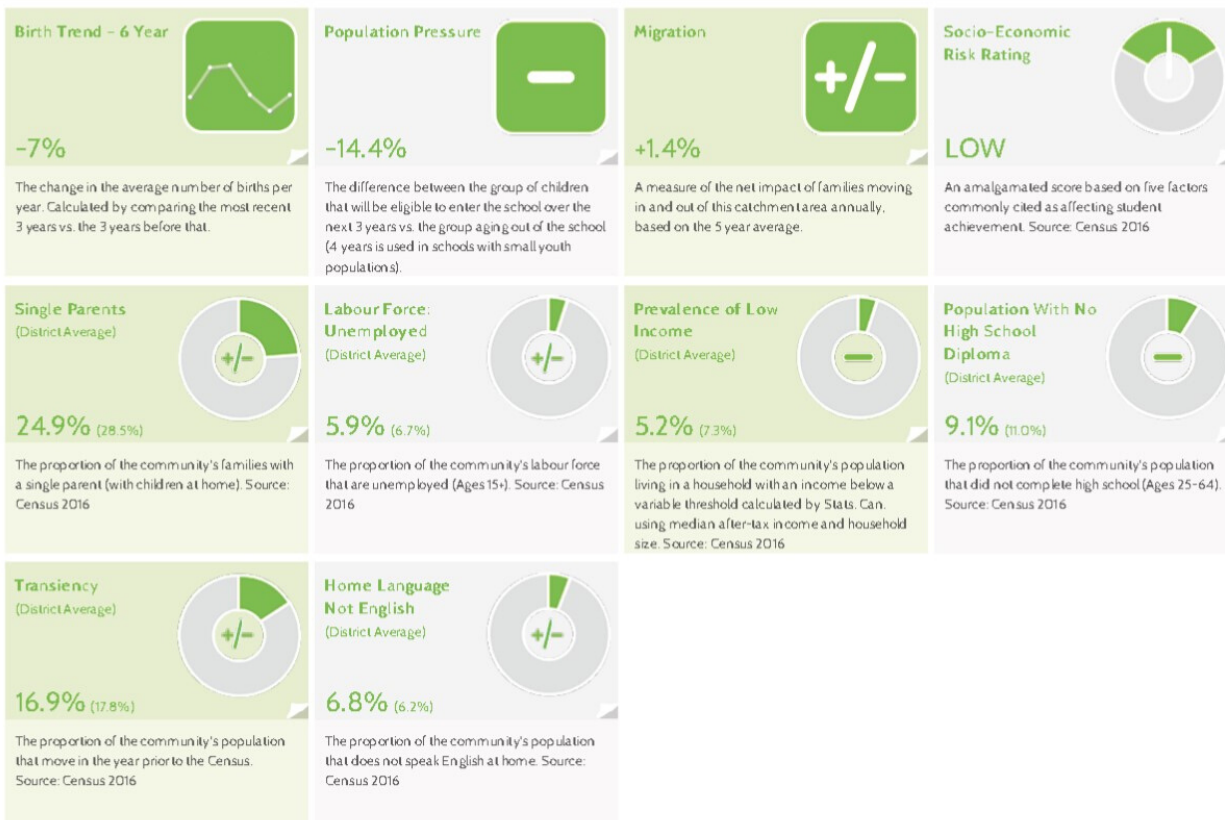 Birth Trend - 6 Year
-7%
The change in the average number of births per
year. Calculated by comparing the most recent
3 years vs. the 3 years before that.
Population Pressure
-14.4%
The difference between the group of children
that will be eligible to enter the school over the
next 3 years vs. the group aging out of the school
(4 years is used in schools with small youth
populations).
Migration
+/-
+1.4%
A measure of the net impact of families moving
in and out of this catchment area annually,
based on the 5 year average.
Socio-Economic
Risk Rating
LOW
An amalgamated score based on five factors
commonly cited as affecting student
achievement. Source: Census 2016
Single Parents
(District Average)
+/-
24.9% (28.5%)
The proportion of the community's families with
a single parent (with children at home). Source:
Census 2016
Labour Force:
Unemployed
(District Average)
+/-
5.9% (6.7%)
The proportion of the community's labour force
that are unemployed (Ages 15+). Source: Census
2016
Prevalence of Low
Income
(District Average)
5.2% (7.3%)
The proportion of the community's population
living in a household with an income below a
variable threshold calculated by Stats. Can.
using median after-tax income and household
size. Source: Census 2016
Population With No
High School
Diploma
(District Average)
9.1% (11.0%)
The proportion of the community's population
that did not complete high school (Ages 25-64).
Source: Census 2016
Transiency
(District Average)
+/-
16.9% (17.8%)
The proportion of the community's population
that move in the year prior to the Census.
Source: Census 2016
Home Language
Not English
(District Average)
+/-
6.8% (6.2%)
The proportion of the community's population
that does not speak English at home. Source:
Census 2016